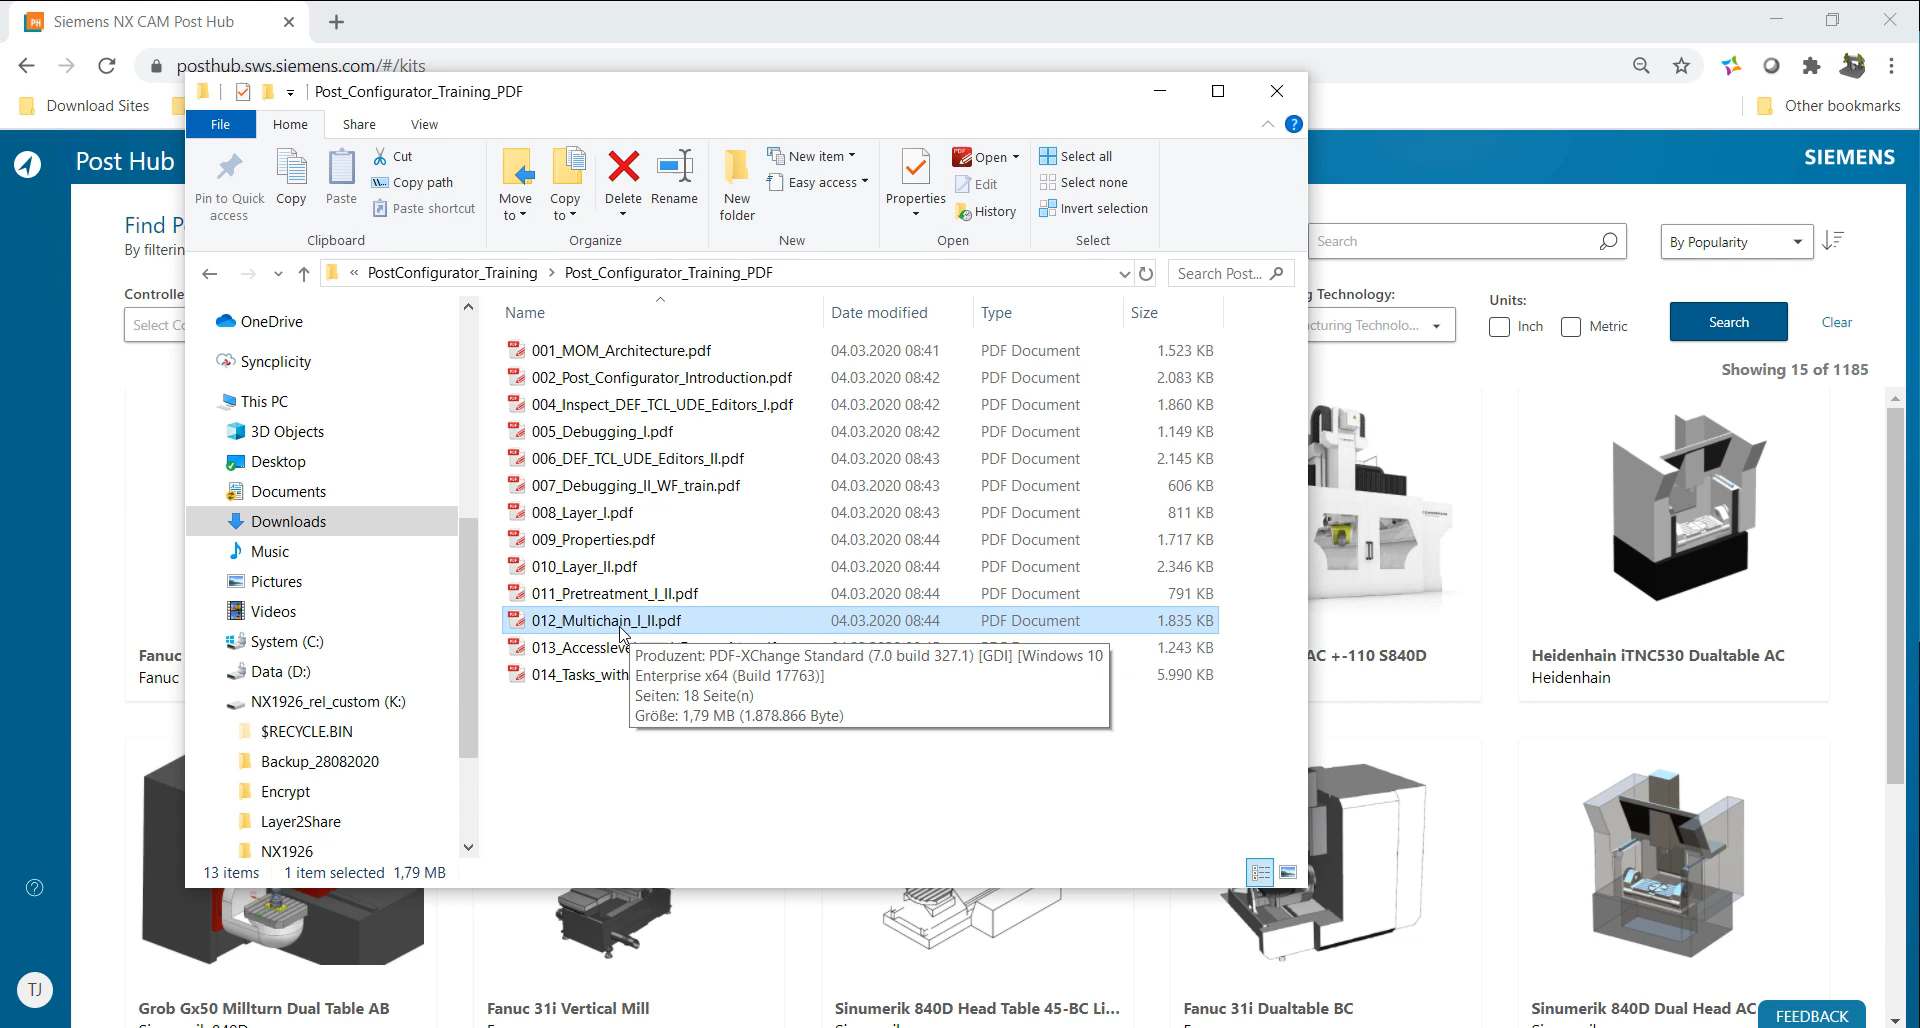 PH Siemens NX CAM Post Hub
posthub.sws.siemens.com/#/kits
Download Sites
Other bookmarks
Post Hub
SIEMENS
Post_Configurator_Training_PDF
File Home Share View
Pin to Quick access
Copy
Paste
Cut
Copy path
Paste shortcut
Clipboard
Move to
Copy to
Delete
Rename
Organize
New folder
New item
Easy access
New
Properties
Open
Edit
History
Open
Select all
Select none
Invert selection
Select
« PostConfigurator_Training > Post_Configurator_Training_PDF
Search Post...
OneDrive
Syncplicity
This PC
3D Objects
Desktop
Documents
Downloads
Music
Pictures
Videos
System (C:)
Data (D:)
NX1926_rel_custom (K:)
$RECYCLE.BIN
Backup_28082020
Encrypt
Layer2Share
NX1926
Name Date modified Type Size
001_MOM_Architecture.pdf 04.03.2020 08:41 PDF Document 1.523 KB
002_Post_Configurator_Introduction.pdf 04.03.2020 08:42 PDF Document 2.083 KB
004_Inspect_DEF_TCL_UDE_Editors_I.pdf 04.03.2020 08:42 PDF Document 1.860 KB
005_Debugging_I.pdf 04.03.2020 08:42 PDF Document 1.149 KB
006_DEF_TCL_UDE_Editors_II.pdf 04.03.2020 08:43 PDF Document 2.145 KB
007_Debugging_II_WF_train.pdf 04.03.2020 08:43 PDF Document 606 KB
008_Layer_I.pdf 04.03.2020 08:43 PDF Document 811 KB
009_Properties.pdf 04.03.2020 08:44 PDF Document 1.717 KB
010_Layer_II.pdf 04.03.2020 08:44 PDF Document 2.346 KB
011_Pretreatment_I_II.pdf 04.03.2020 08:44 PDF Document 791 KB
012_Multichain_I_II.pdf 04.03.2020 08:44 PDF Document 1.835 KB
013_Accessleve 1.243 KB
014_Tasks_with 5.990 KB
Produzent: PDF-XChange Standard (7.0 build 327.1) [GDI] [Windows 10
Enterprise x64 (Build 17763)]
Seiten: 18 Seite(n)
Größe: 1,79 MB (1.878.866 Byte)
13 items 1 item selected 1,79 MB
Find P
By filterin
Controlle
Select Co
Search
By Popularity
Technology:
cturing Technolo...
Units:
Inch Metric
Search
Clear
Showing 15 of 1185
Fanuc
Fanuc
AC +-110 S840D
Heidenhain iTNC530 Dualtable AC
Heidenhain
Grob Gx50 Millturn Dual Table AB
Fanuc 31i Vertical Mill
Sinumerik 840D Head Table 45-BC Li...
Fanuc 31i Dualtable BC
Sinumerik 840D Dual Head AC
FEEDBACK
TJ